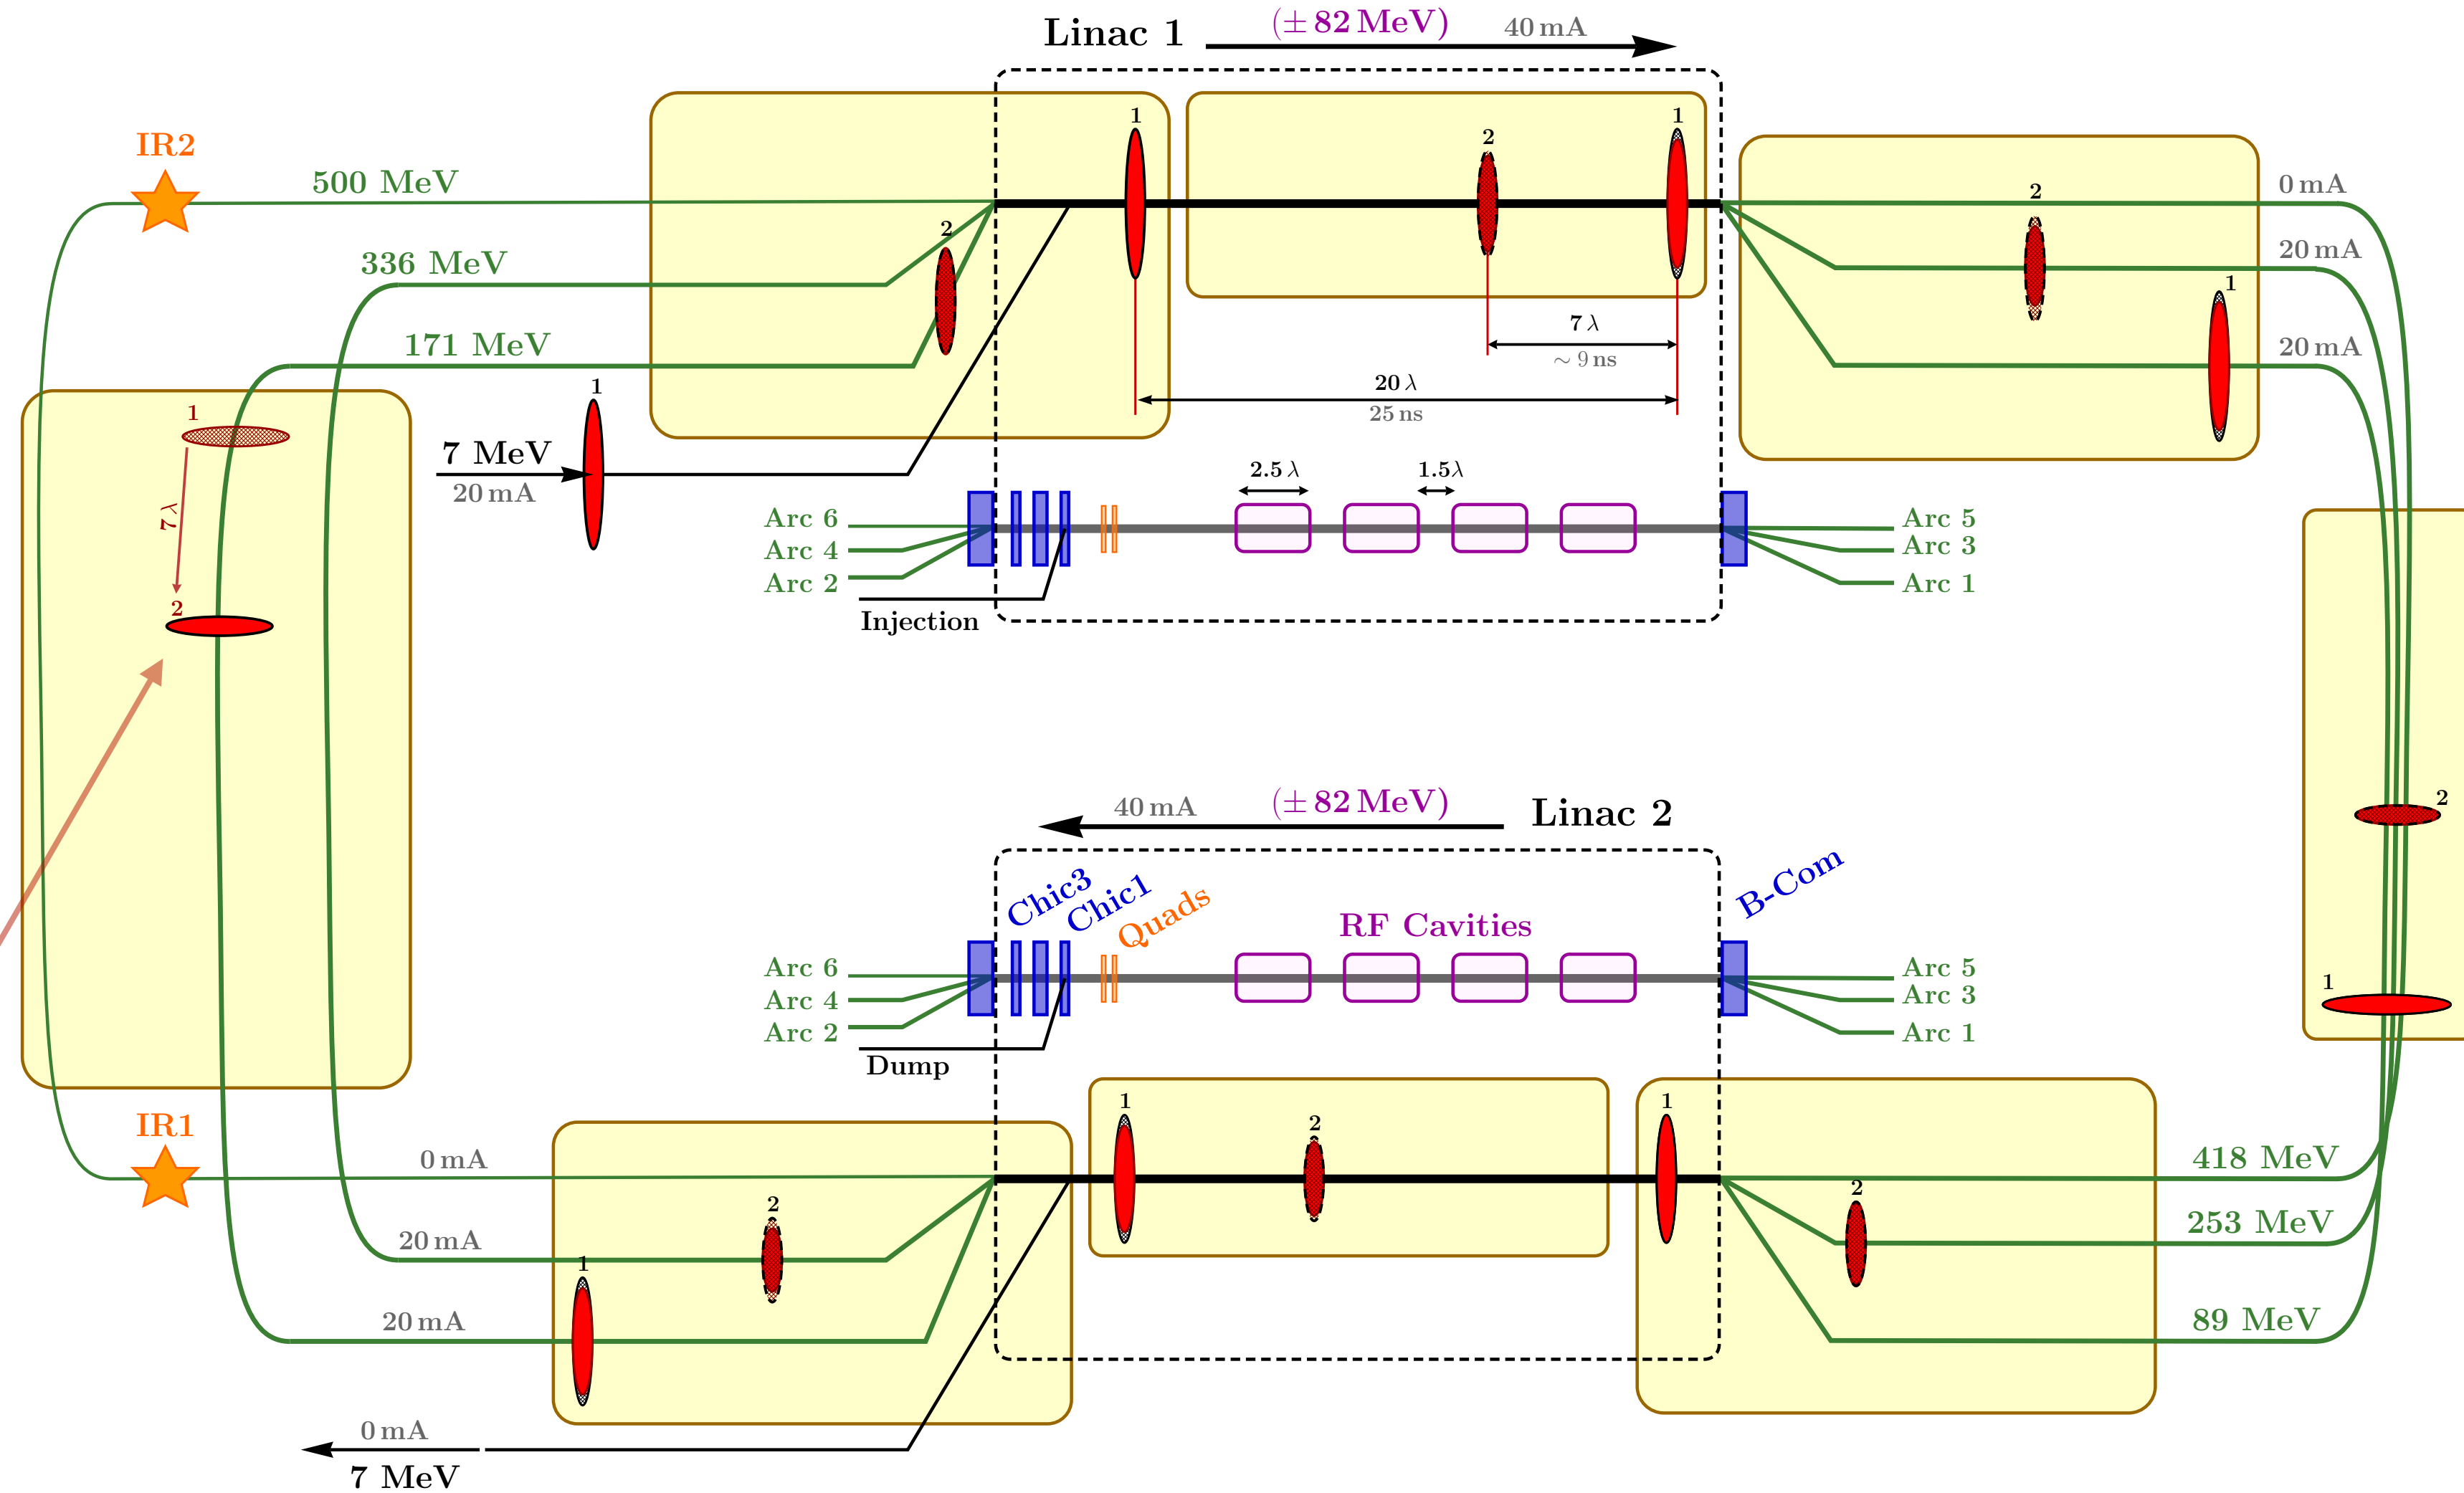 Linac 1
(± 82 MeV)
40 mA
IR2
500 MeV
336 MeV
171 MeV
2
1
2
1
2
1
0 mA
20 mA
20 mA
7 λ
~ 9 ns
20 λ
25 ns
1
7 λ
2
1
7 MeV
20 mA
2.5 λ
1.5λ
Arc 6
Arc 4
Arc 2
Injection
Arc 5
Arc 3
Arc 1
40 mA
(± 82 MeV)
Linac 2
2
1
Chic3
Chic1
Quads
RF Cavities
B-Com
Arc 6
Arc 4
Arc 2
Dump
Arc 5
Arc 3
Arc 1
IR1
0 mA
20 mA
20 mA
1
2
1
2
1
2
418 MeV
253 MeV
89 MeV
0 mA
7 MeV